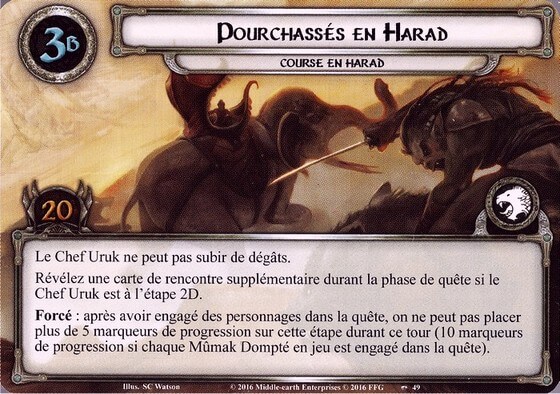 3B
POURCHASSÉS EN HARAD
COURSE EN HARAD
20
Le Chef Uruk ne peut pas subir de dégâts.
Révélez une carte de rencontre supplémentaire durant la phase de quête si le
Chef Uruk est à l'étape 2D.
Forcé : après avoir engagé des personnages dans la quête, on ne peut pas placer
plus de 5 marqueurs de progression sur cette étape durant ce tour (10 marqueurs
de progression si chaque Mûmak Dompté en jeu est engagé dans la quête).
Illus. SC Watson © 2016 Middle-earth Enterprises © 2016 FFG 49